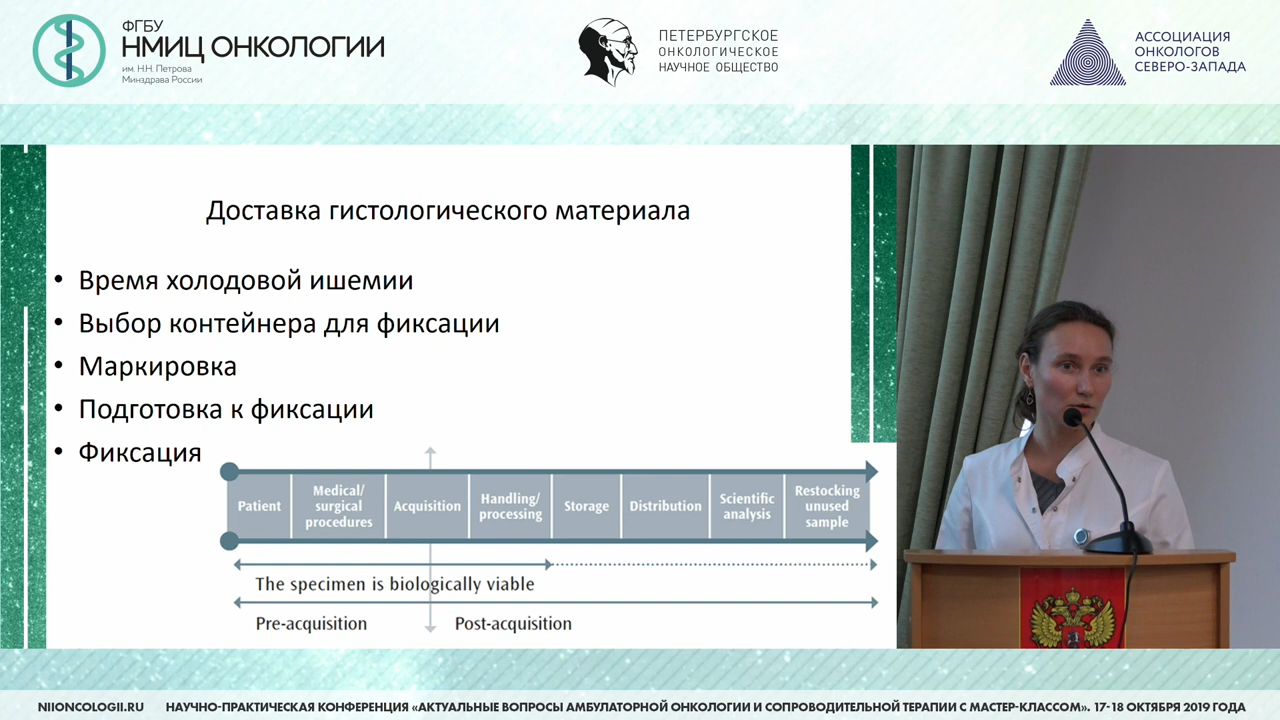 ФГБУ
НМИЦ ОНКОЛОГИИ
им. Н.Н. Петрова
Минздрава России
ПЕТЕРБУРГСКОЕ
ОНКОЛОГИЧЕСКОЕ
НАУЧНОЕ ОБЩЕСТВО
АССОЦИАЦИЯ
ОНКОЛОГОВ
СЕВЕРО-ЗАПАДА
Доставка гистологического материала
• Время холодовой ишемии
• Выбор контейнера для фиксации
• Маркировка
• Подготовка к фиксации
• Фиксация
Patient
Medical/
surgical
procedures
Acquisition
Handling/
processing
Storage
Distribution
Scientific
analysis
Restocking
unused
sample
The specimen is biologically viable
Pre-acquisition
Post-acquisition
NIIONCOLOGII.RU
НАУЧНО-ПРАКТИЧЕСКАЯ КОНФЕРЕНЦИЯ «АКТУАЛЬНЫЕ ВОПРОСЫ АМБУЛАТОРНОЙ ОНКОЛОГИИ И СОПРОВОДИТЕЛЬНОЙ ТЕРАПИИ С МАСТЕР-КЛАССОМ». 17-18 ОКТЯБРЯ 2019 ГОДА